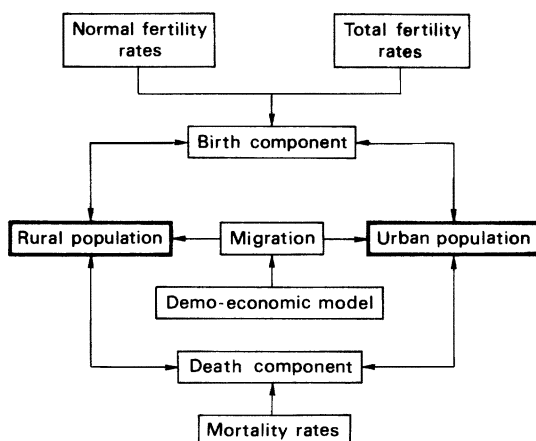 Normal fertility
rates
Total fertility
rates
Birth component
Rural population
Migration
Urban population
Demo-economic model
Death component
Mortality rates